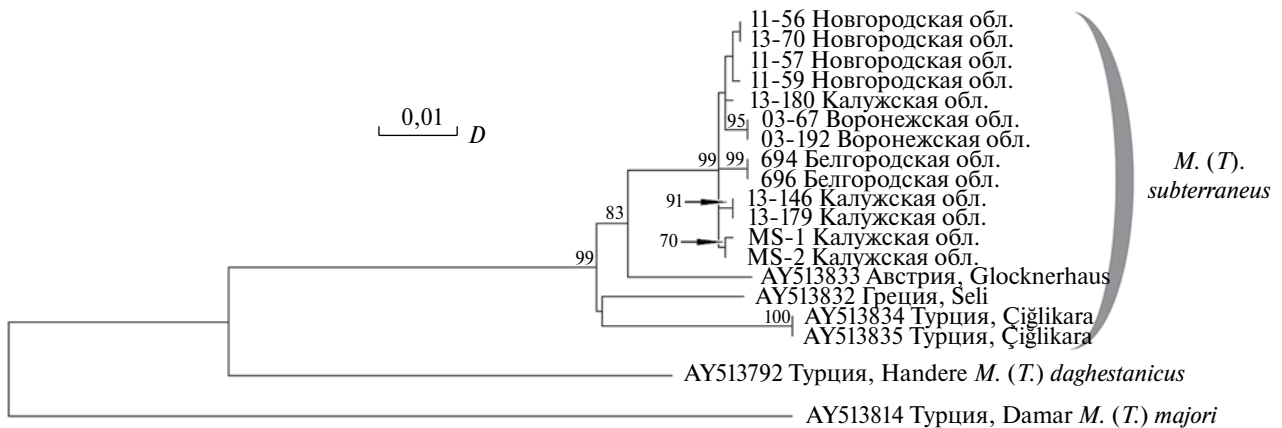 11-56 Новгородская обл.
13-70 Новгородская обл.
11-57 Новгородская обл.
11-59 Новгородская обл.
13-180 Калужская обл.
95 03-67 Воронежская обл.
03-192 Воронежская обл.
99 99 694 Белгородская обл.
696 Белгородская обл.
91 13-146 Калужская обл.
13-179 Калужская обл.
70 MS-1 Калужская обл.
MS-2 Калужская обл.
83
99
AY513833 Австрия, Glocknerhaus
AY513832 Греция, Seli
100 AY513834 Турция, Çiğlikara
AY513835 Турция, Çiğlikara
AY513792 Турция, Handere M. (T.) daghestanicus
AY513814 Турция, Damar M. (T.) majori
0,01 D
M. (T).
subterraneus